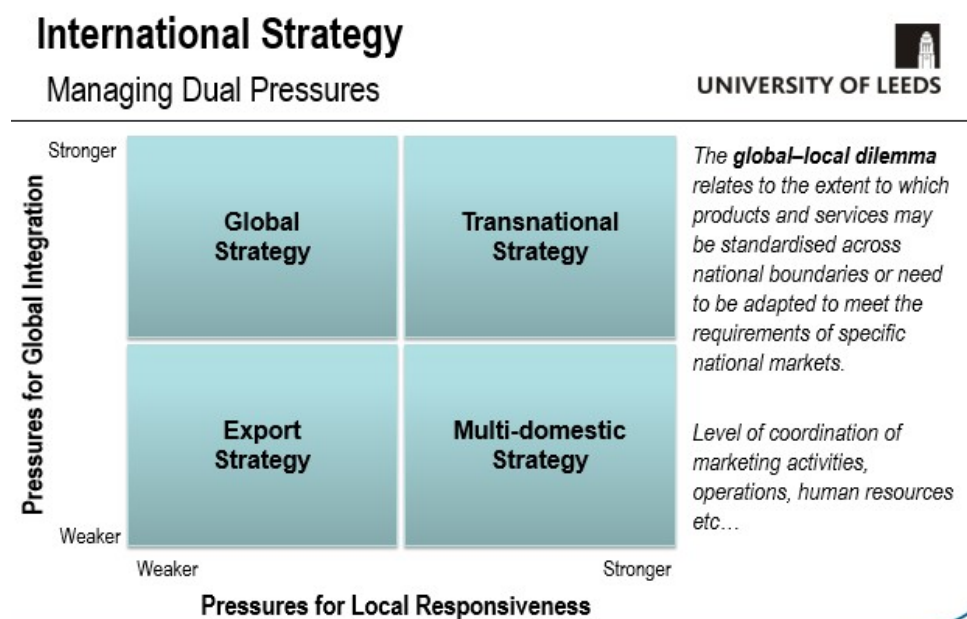 International Strategy
Managing Dual Pressures
UNIVERSITY OF LEEDS
Stronger
Pressures for Global Integration
Weaker
Global
Strategy
Transnational
Strategy
Export
Strategy
Multi-domestic
Strategy
Weaker
Stronger
Pressures for Local Responsiveness
The global–local dilemma
relates to the extent to which
products and services may
be standardised across
national boundaries or need
to be adapted to meet the
requirements of specific
national markets.
Level of coordination of
marketing activities,
operations, human resources
etc…